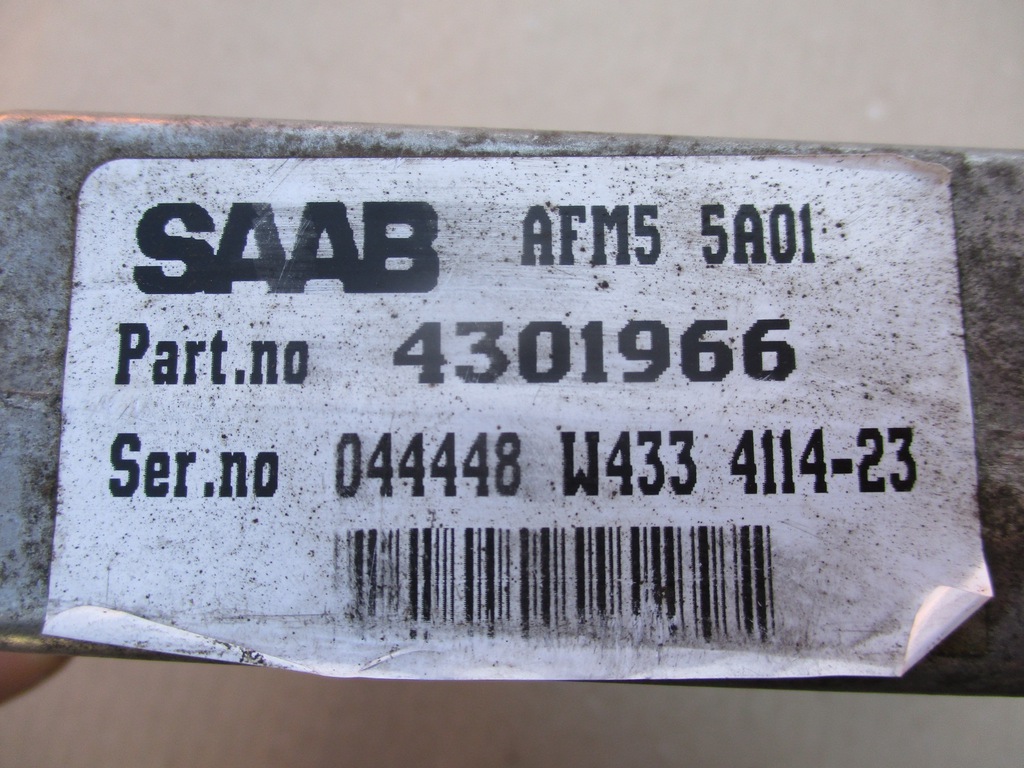 SAAB AFM5 5A01
Part.no 4301966
Ser.no 044448 W433 4114-23